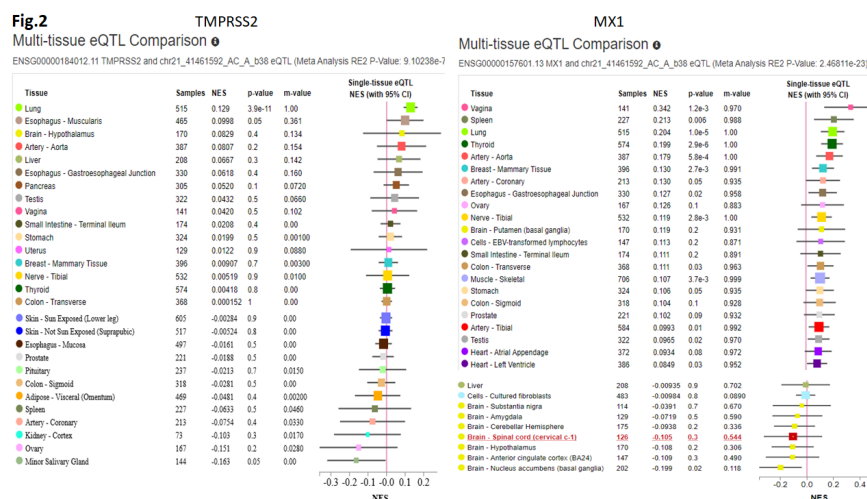 Fig.2
TMPRSS2
Multi-tissue eQTL Comparison
ENSG00000184012.11 TMPRSS2 and chr21_41461592_AC_A_b38 eQTL (Meta Analysis RE2 P-Value: 9.10238e-7
Single-tissue eQTL
NES (with 95% CI)
Tissue Samples NES p-value m-value
Lung 515 0.129 3.9e-11 1.00
Esophagus - Muscularis 465 0.0998 0.05 0.361
Brain - Hypothalamus 170 0.0829 0.4 0.134
Artery - Aorta 387 0.0807 0.2 0.154
Liver 208 0.0667 0.3 0.142
Esophagus - Gastroesophageal Junction 330 0.0618 0.4 0.160
Pancreas 305 0.0520 0.1 0.0720
Testis 322 0.0432 0.5 0.0660
Vagina 141 0.0420 0.5 0.102
Small Intestine - Terminal Ileum 174 0.0208 0.4 0.00
Stomach 324 0.0199 0.5 0.00100
Uterus 129 0.0122 0.9 0.0880
Breast - Mammary Tissue 396 0.00907 0.7 0.00300
Nerve - Tibial 532 0.00519 0.9 0.0100
Thyroid 574 0.00418 0.8 0.00
Colon - Transverse 368 0.000152 1 0.00
Skin - Sun Exposed (Lower leg) 605 -0.00284 0.9 0.00
Skin - Not Sun Exposed (Suprapubic) 517 -0.00524 0.8 0.00
Esophagus - Mucosa 497 -0.0161 0.5 0.00
Prostate 221 -0.0188 0.5 0.00
Pituitary 237 -0.0213 0.7 0.0150
Colon - Sigmoid 318 -0.0281 0.5 0.00
Adipose - Visceral (Omentum) 469 -0.0481 0.4 0.00200
Spleen 227 -0.0633 0.5 0.0460
Artery - Coronary 213 -0.0754 0.4 0.0330
Kidney - Cortex 73 -0.103 0.3 0.0170
Ovary 167 -0.151 0.2 0.0280
Minor Salivary Gland 144 -0.163 0.05 0.00
-0.3 -0.2 -0.1 0.0 0.1 0.2
NES
MX1
Multi-tissue eQTL Comparison
ENSG00000157601.13 MX1 and chr21_41461592_AC_A_b38 eQTL (Meta Analysis RE2 P-Value: 2.46811e-23)
Single-tissue eQTL
NES (with 95% CI)
Tissue Samples NES p-value m-value
Vagina 141 0.342 1.2e-3 0.970
Spleen 227 0.213 0.006 0.988
Lung 515 0.204 1.0e-5 1.00
Thyroid 574 0.199 2.9e-6 1.00
Artery - Aorta 387 0.179 5.8e-4 1.00
Breast - Mammary Tissue 396 0.130 2.7e-3 0.991
Artery - Coronary 213 0.130 0.05 0.935
Esophagus - Gastroesophageal Junction 330 0.127 0.02 0.958
Ovary 167 0.126 0.1 0.883
Nerve - Tibial 532 0.119 2.8e-3 1.00
Brain - Putamen (basal ganglia) 170 0.119 0.2 0.931
Cells - EBV-transformed lymphocytes 147 0.113 0.2 0.871
Small Intestine - Terminal Ileum 174 0.111 0.2 0.891
Colon - Transverse 368 0.111 0.03 0.963
Muscle - Skeletal 706 0.107 3.7e-3 0.999
Stomach 324 0.106 0.05 0.935
Colon - Sigmoid 318 0.104 0.1 0.928
Prostate 221 0.102 0.09 0.932
Artery - Tibial 584 0.0993 0.01 0.992
Testis 322 0.0965 0.02 0.970
Heart - Atrial Appendage 372 0.0934 0.08 0.972
Heart - Left Ventricle 386 0.0849 0.03 0.952
Liver 208 -0.00935 0.9 0.702
Cells - Cultured fibroblasts 483 -0.00984 0.8 0.0890
Brain - Substantia nigra 114 -0.0391 0.7 0.670
Brain - Amygdala 129 -0.0719 0.5 0.590
Brain - Cerebellar Hemisphere 175 -0.0938 0.2 0.336
Brain - Spinal cord (cervical c-1) 126 -0.105 0.3 0.544
Brain - Hypothalamus 170 -0.108 0.2 0.306
Brain - Anterior cingulate cortex (BA24) 147 -0.109 0.3 0.490
Brain - Nucleus accumbens (basal ganglia) 202 -0.199 0.02 0.118
-0.2 0.0 0.2 0.4
NES